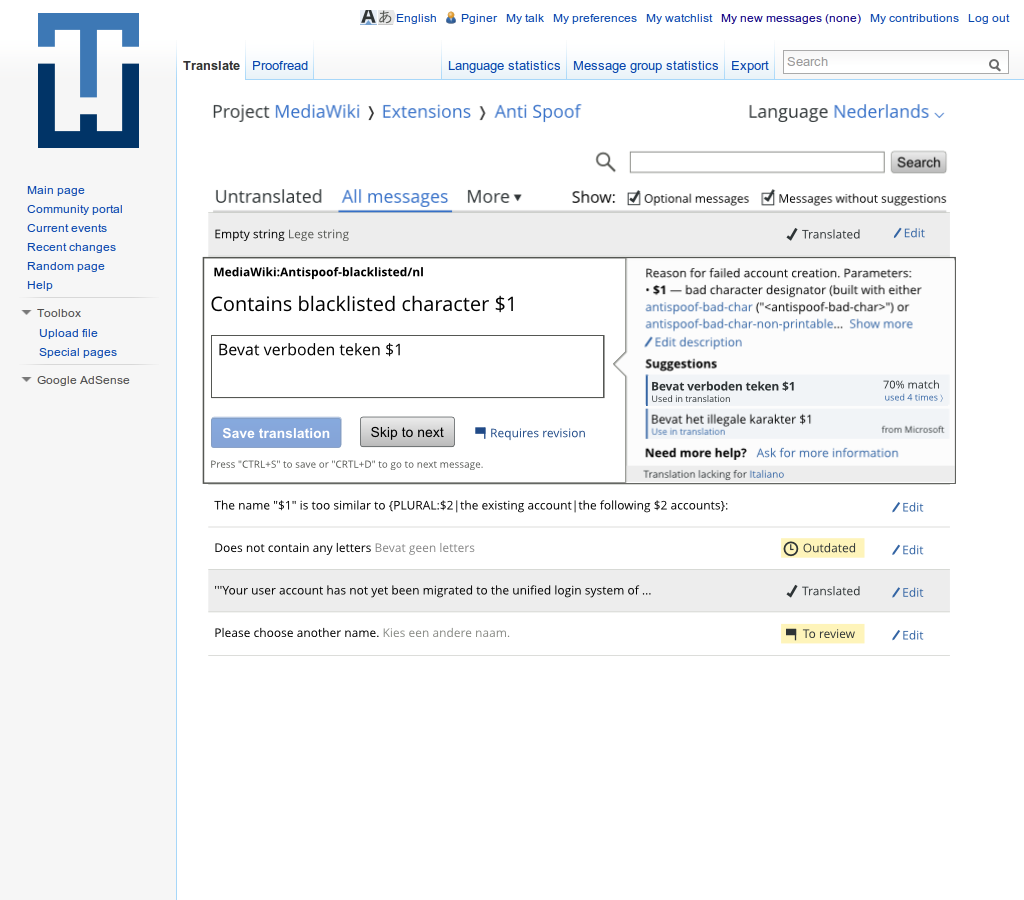 English Pginer My talk My preferences My watchlist My new messages (none) My contributions Log out
Translate Proofread Language statistics Message group statistics Export Search
Project MediaWiki ❭ Extensions ❭ Anti Spoof Language Nederlands
Search
Untranslated All messages More ▾ Show: Optional messages Messages without suggestions
Main page
Community portal
Current events
Recent changes
Random page
Help
Toolbox
Upload file
Special pages
Google AdSense
Empty string Lege string Translated Edit
MediaWiki:Antispoof-blacklisted/nl
Contains blacklisted character $1
Bevat verboden teken $1
Save translation Skip to next Requires revision
Press "CTRL+S" to save or "CRTL+D" to go to next message.
Reason for failed account creation. Parameters:
• $1 — bad character designator (built with either
antispoof-bad-char ("<antispoof-bad-char>") or
antispoof-bad-char-non-printable... Show more
Edit description
Suggestions
Bevat verboden teken $1 70% match
Used in translation used 4 times ⟩
Bevat het illegale karakter $1
Use in translation from Microsoft
Need more help? Ask for more information
Translation lacking for Italiano
The name "$1" is too similar to {PLURAL:$2|the existing account|the following $2 accounts}: Edit
Does not contain any letters Bevat geen letters Outdated Edit
'''Your user account has not yet been migrated to the unified login system of ... Translated Edit
Please choose another name. Kies een andere naam. To review Edit